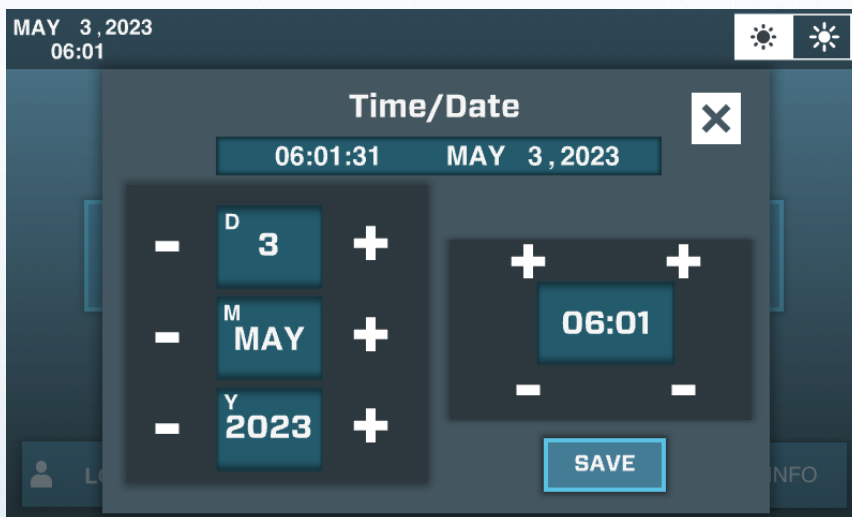 MAY 3,2023
06:01
Time/Date
06:01:31 MAY 3,2023
D
3
M
MAY
Y
2023
06:01
SAVE
INFO